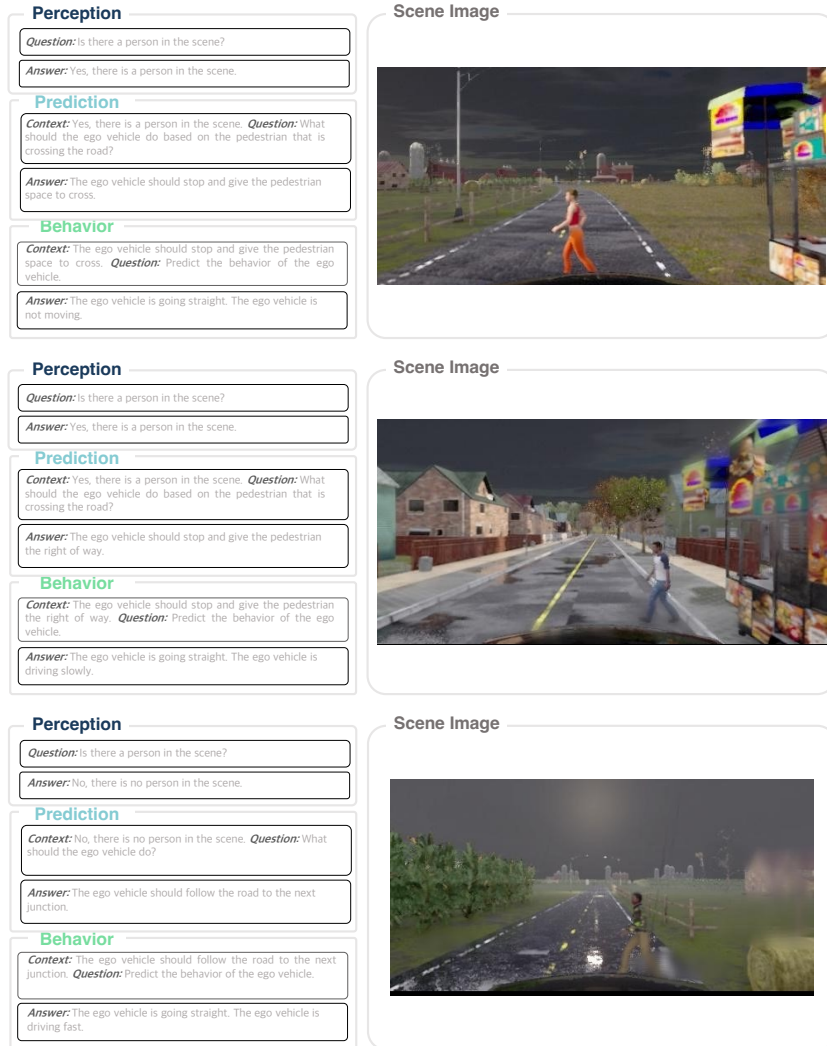 Perception
Question: Is there a person in the scene?
Answer: Yes, there is a person in the scene.
Prediction
Context: Yes, there is a person in the scene. Question: What
should the ego vehicle do based on the pedestrian that is
crossing the road?
Answer: The ego vehicle should stop and give the pedestrian
space to cross.
Behavior
Context: The ego vehicle should stop and give the pedestrian
space to cross. Question: Predict the behavior of the ego
vehicle.
Answer: The ego vehicle is going straight. The ego vehicle is
not moving.
Scene Image
Perception
Question: Is there a person in the scene?
Answer: Yes, there is a person in the scene.
Prediction
Context: Yes, there is a person in the scene. Question: What
should the ego vehicle do based on the pedestrian that is
crossing the road?
Answer: The ego vehicle should stop and give the pedestrian
the right of way.
Behavior
Context: The ego vehicle should stop and give the pedestrian
the right of way. Question: Predict the behavior of the ego
vehicle.
Answer: The ego vehicle is going straight. The ego vehicle is
driving slowly.
Scene Image
Perception
Question: Is there a person in the scene?
Answer: No, there is no person in the scene.
Prediction
Context: No, there is no person in the scene. Question: What
should the ego vehicle do?
Answer: The ego vehicle should follow the road to the next
junction.
Behavior
Context: The ego vehicle should follow the road to the next
junction. Question: Predict the behavior of the ego vehicle.
Answer: The ego vehicle is going straight. The ego vehicle is
driving fast.
Scene Image